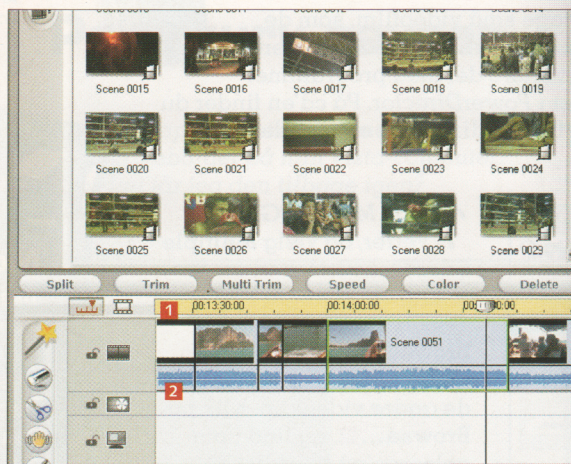 Scene 0015 Scene 0016 Scene 0017 Scene 0018 Scene 0019
Scene 0020 Scene 0021 Scene 0022 Scene 0023 Scene 0024
Scene 0025 Scene 0026 Scene 0027 Scene 0028 Scene 0029
Split Trim Multi Trim Speed Color Delete
1 00:13:30:00 00:14:00:00
Scene 0051
2